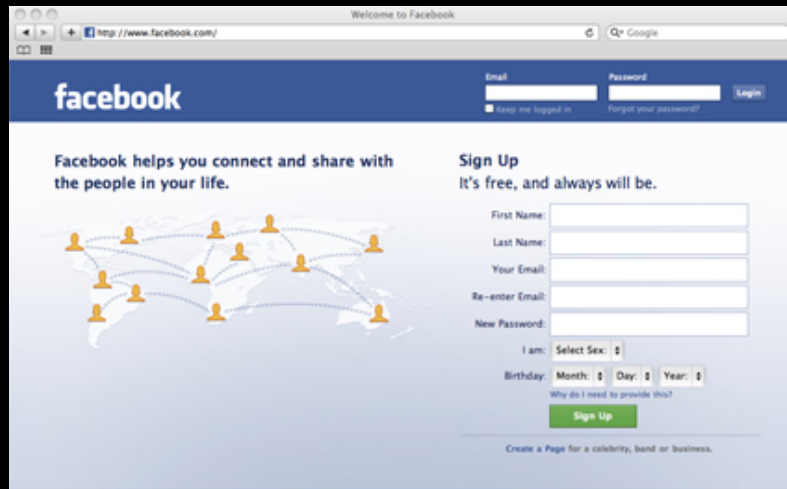 Welcome to Facebook
http://www.facebook.com/
Google
facebook
Email
Password
Login
Keep me logged in
Forgot your password?
Facebook helps you connect and share with
the people in your life.
Sign Up
It's free, and always will be.
First Name:
Last Name:
Your Email:
Re-enter Email:
New Password:
I am: Select Sex:
Birthday: Month: Day: Year:
Why do I need to provide this?
Sign Up
Create a Page for a celebrity, band or business.